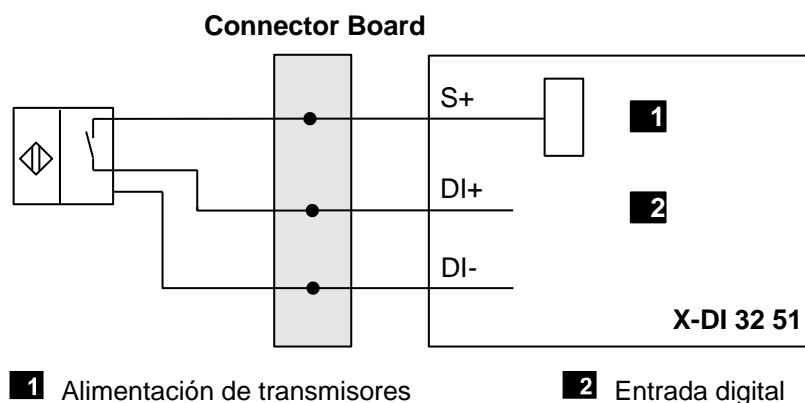 Connector Board
S+
1
DI+
2
DI-
X-DI 32 51
1 Alimentación de transmisores
2 Entrada digital